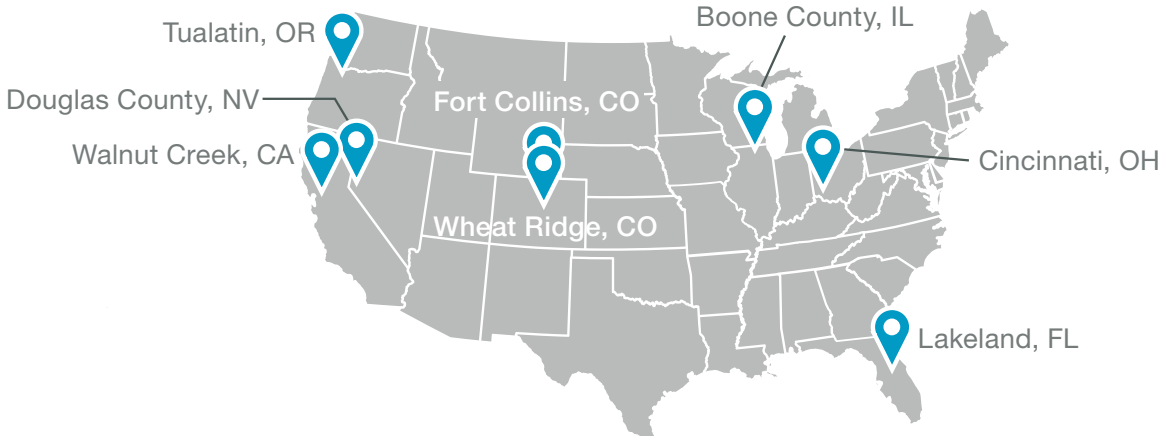 Boone County, IL
Tualatin, OR
Douglas County, NV
Fort Collins, CO
Walnut Creek, CA
Cincinnati, OH
Wheat Ridge, CO
Lakeland, FL